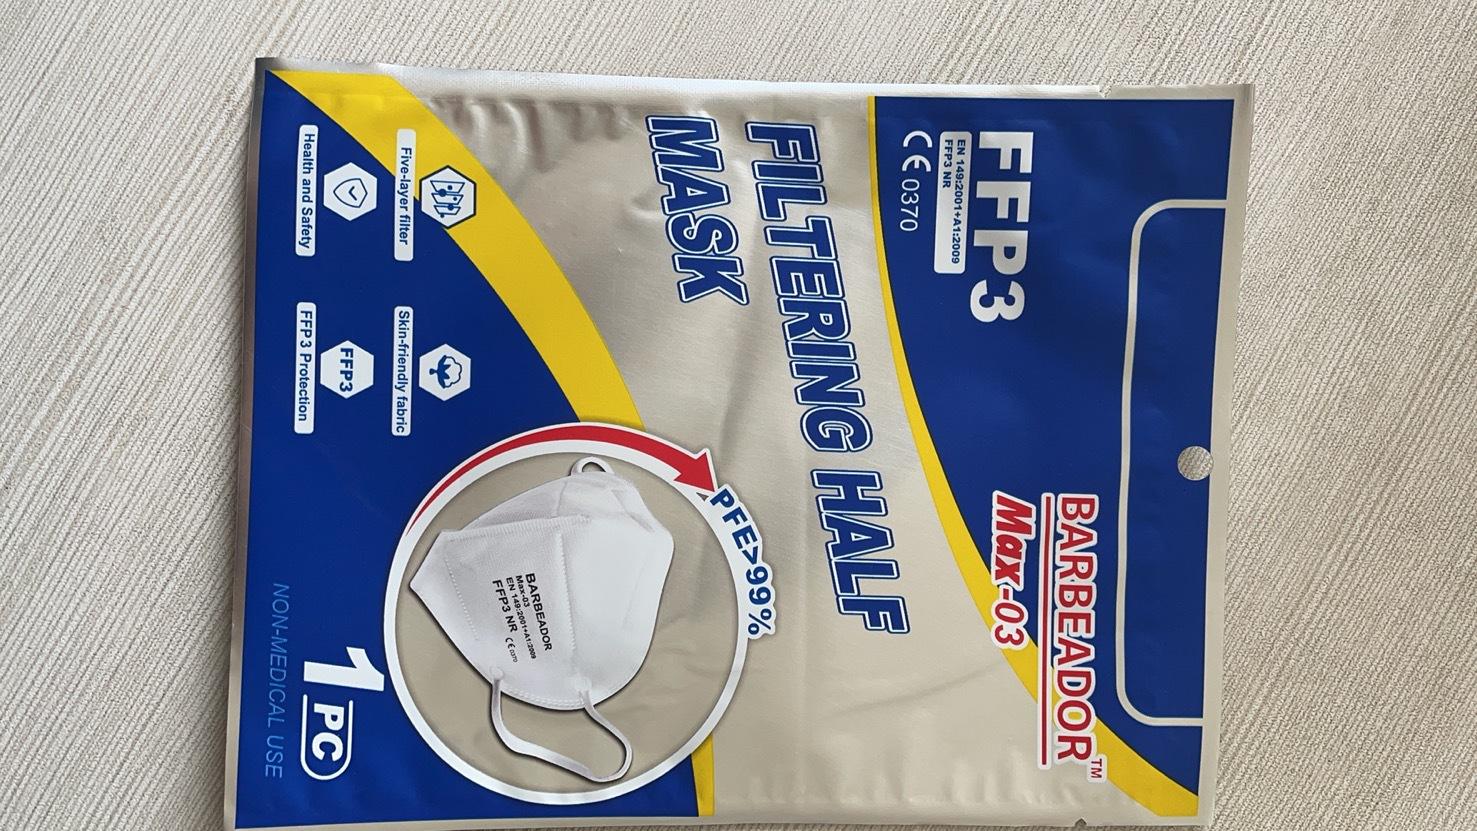 BARBEADOR™
Max-03
FFP3
EN 149:2001+A1:2009
FFP3 NR
CE 0370
FILTERING HALF
MASK
PFE>99%
BARBEADOR
Max-03
EN 149:2001+A1:2009
FFP3 NR CE 0370
Five-layer filter
Skin-friendly fabric
FFP3
Health and Safety
FFP3 Protection
1 PC
NON-MEDICAL USE